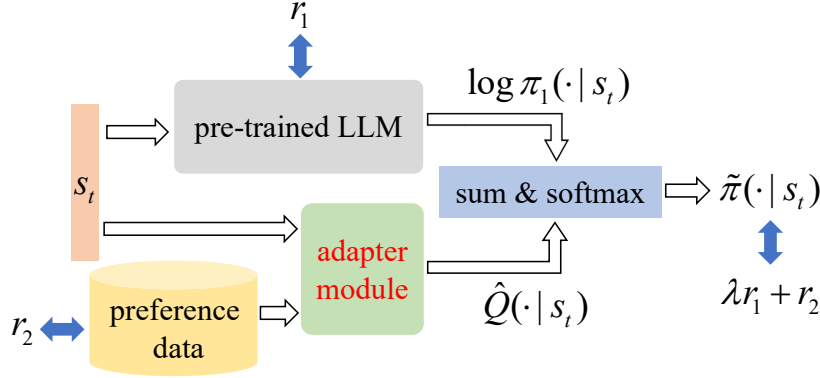 r₁
log π₁(· | sₜ)
pre-trained LLM
sₜ
sum & softmax
π̃(· | sₜ)
adapter
module
λr₁ + r₂
Q̂(· | sₜ)
preference
data
r₂